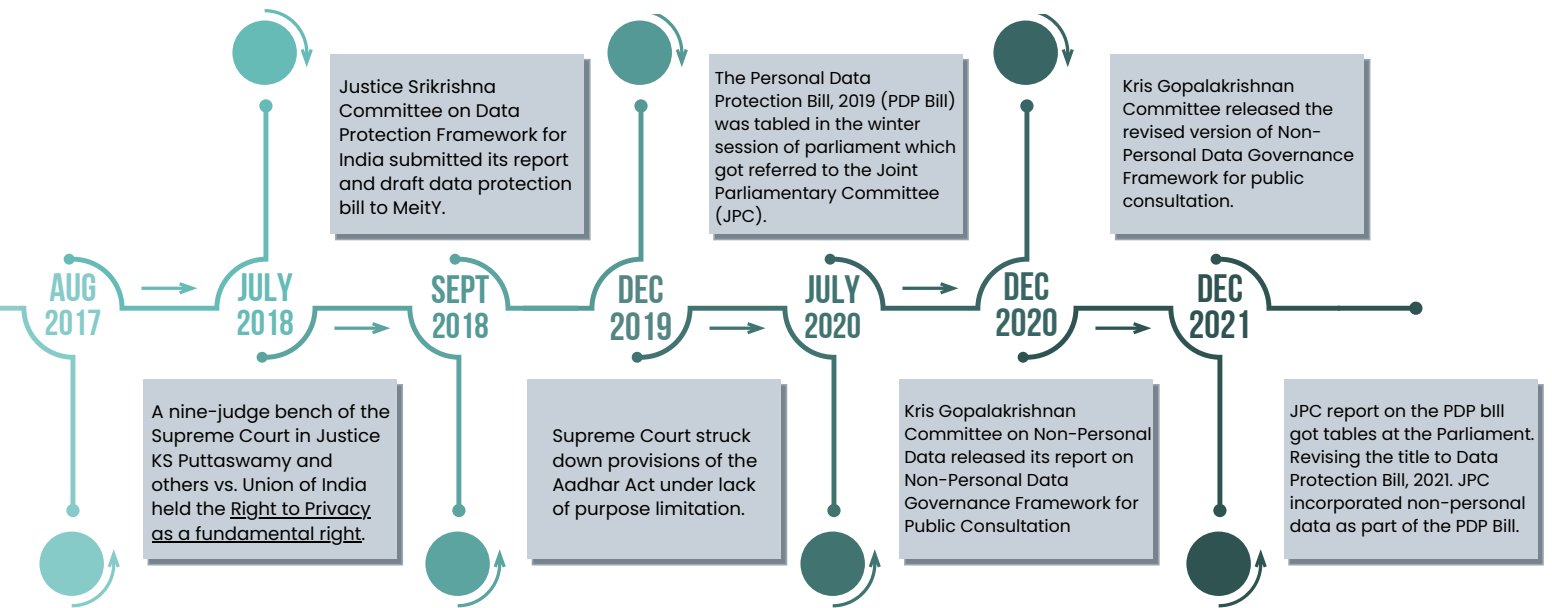 Justice Srikrishna
Committee on Data
Protection Framework for
India submitted its report
and draft data protection
bill to MeitY.
The Personal Data
Protection Bill, 2019 (PDP Bill)
was tabled in the winter
session of parliament which
got referred to the Joint
Parliamentary Committee
(JPC).
Kris Gopalakrishnan
Committee released the
revised version of Non-
Personal Data Governance
Framework for public
consultation.
AUG
2017
JULY
2018
SEPT
2018
DEC
2019
JULY
2020
DEC
2020
DEC
2021
A nine-judge bench of the
Supreme Court in Justice
KS Puttaswamy and
others vs. Union of India
held the Right to Privacy
as a fundamental right.
Supreme Court struck
down provisions of the
Aadhar Act under lack
of purpose limitation.
Kris Gopalakrishnan
Committee on Non-Personal
Data released its report on
Non-Personal Data
Governance Framework for
Public Consultation
JPC report on the PDP bIll
got tables at the Parliament.
Revising the title to Data
Protection Bill, 2021. JPC
incorporated non-personal
data as part of the PDP Bill.